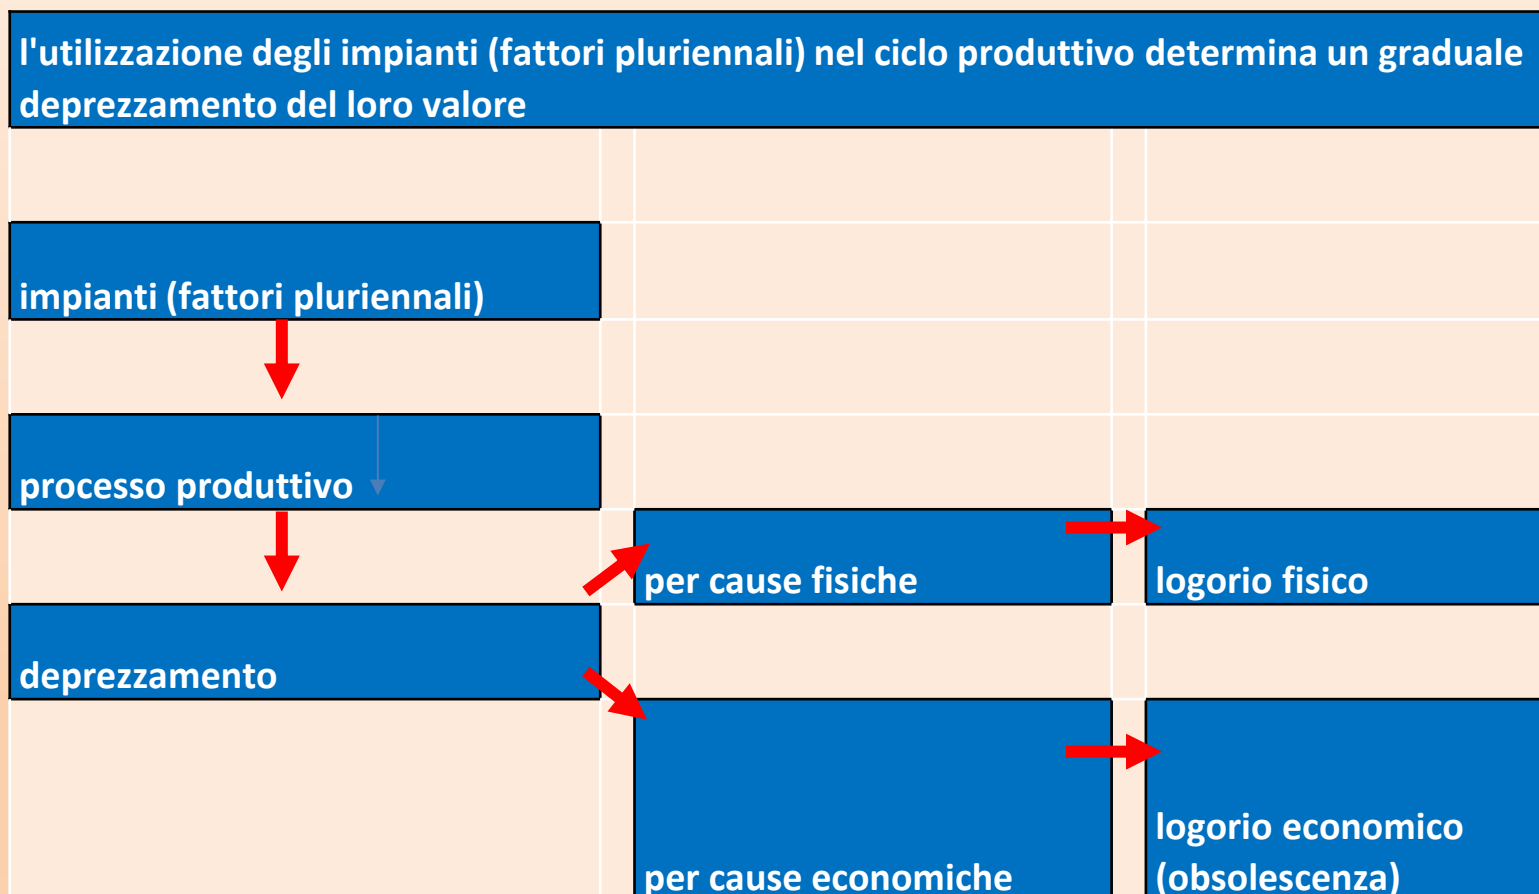 l'utilizzazione degli impianti (fattori pluriennali) nel ciclo produttivo determina un graduale
deprezzamento del loro valore
impianti (fattori pluriennali)
processo produttivo
per cause fisiche
logorio fisico
deprezzamento
per cause economiche
logorio economico
(obsolescenza)